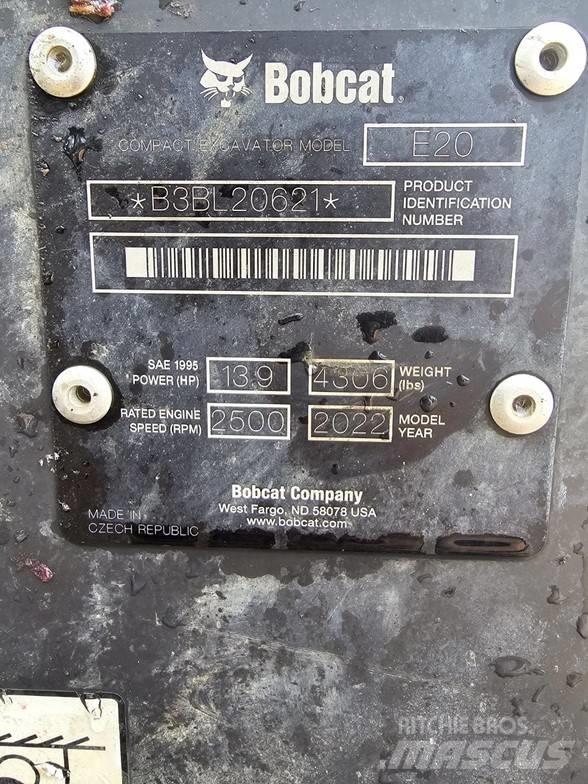 Bobcat®
COMPACT EXCAVATOR MODEL E20
*B3BL20621* PRODUCT
IDENTIFICATION
NUMBER
SAE 1995
POWER (HP) 13.9 4306 WEIGHT
(lbs)
RATED ENGINE
SPEED (RPM) 2500 2022 MODEL
YEAR
Bobcat Company
West Fargo, ND 58078 USA
www.bobcat.com
MADE IN
CZECH REPUBLIC
RITCHIE BROS.
MASCUS